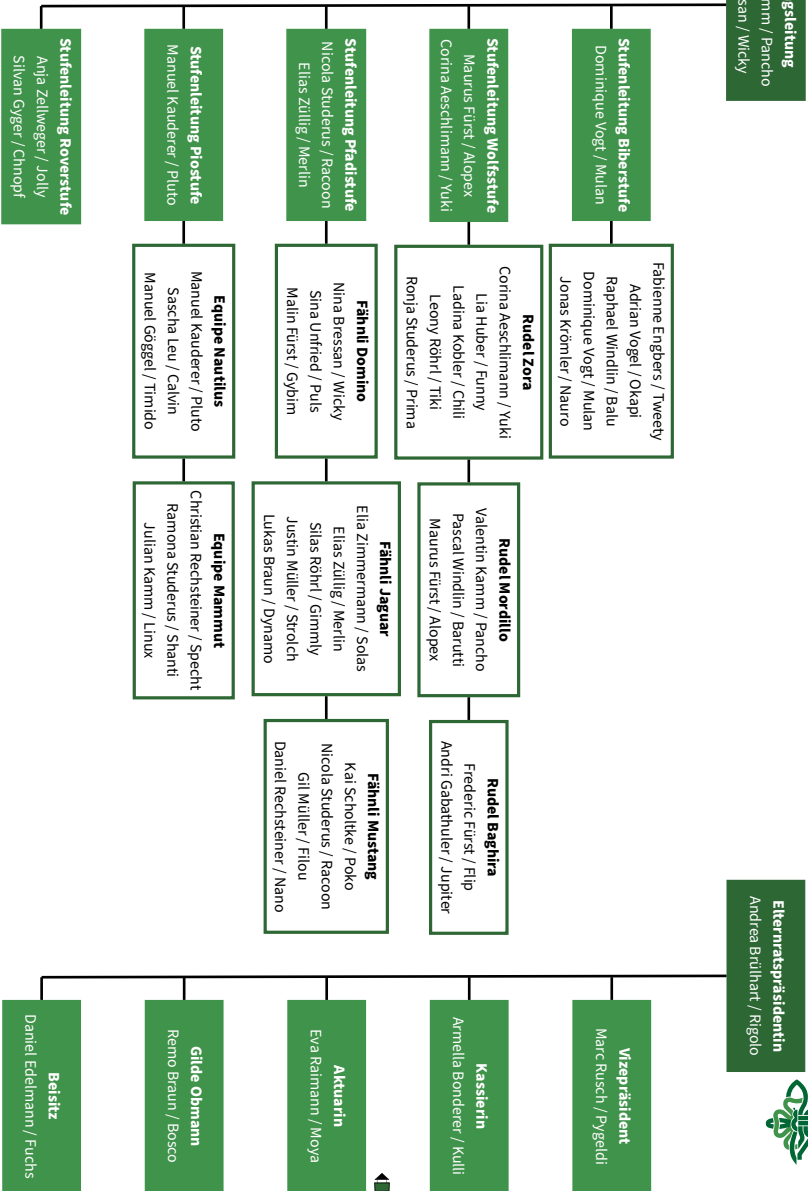 gsleitung
mm / Pancho
san / Wicky
Stufenleitung Biberstufe
Dominique Vogt / Mulan
Fabienne Engbers / Tweety
Adrian Vogel / Okapi
Raphael Windlin / Balu
Dominique Vogt / Mulan
Jonas Krömler / Nauro
Stufenleitung Wolfsstufe
Maurus Fürst / Alopex
Corina Aeschlimann / Yuki
Rudel Zora
Corina Aeschlimann / Yuki
Lia Huber / Funny
Ladina Kobler / Chili
Leony Röhrl / Tiki
Ronja Studerus / Prima
Rudel Mordillo
Valentin Kamm / Pancho
Pascal Windlin / Barutti
Maurus Fürst / Alopex
Rudel Baghira
Frederic Fürst / Flip
Andri Gabathuler / Jupiter
Stufenleitung Pfadistufe
Nicola Studerus / Racoon
Elias Züllig / Merlin
Fähnli Domino
Nina Bressan / Wicky
Sina Unfried / Puls
Malin Fürst / Gybim
Fähnli Jaguar
Elia Zimmermann / Solas
Elias Züllig / Merlin
Silas Röhrl / Gimmly
Justin Müller / Strolch
Lukas Braun / Dynamo
Fähnli Mustang
Kai Scholtke / Poko
Nicola Studerus / Racoon
Gil Müller / Filou
Daniel Rechsteiner / Nano
Stufenleitung Piostufe
Manuel Kauderer / Pluto
Equipe Nautilus
Manuel Kauderer / Pluto
Sascha Leu / Calvin
Manuel Göggel / Timido
Equipe Mammut
Christian Rechsteiner / Specht
Ramona Studerus / Shanti
Julian Kamm / Linux
Stufenleitung Roverstufe
Anja Zellweger / Jolly
Silvan Gyger / Chnopf
Elternratspräsidentin
Andrea Brülhart / Rigolo
Vizepräsident
Marc Rusch / Pygeldi
Kassierin
Armella Bonderer / Kulli
Aktuarin
Eva Raimann / Moya
Gilde Obmann
Remo Braun / Bosco
Beisitz
Daniel Edelmann / Fuchs